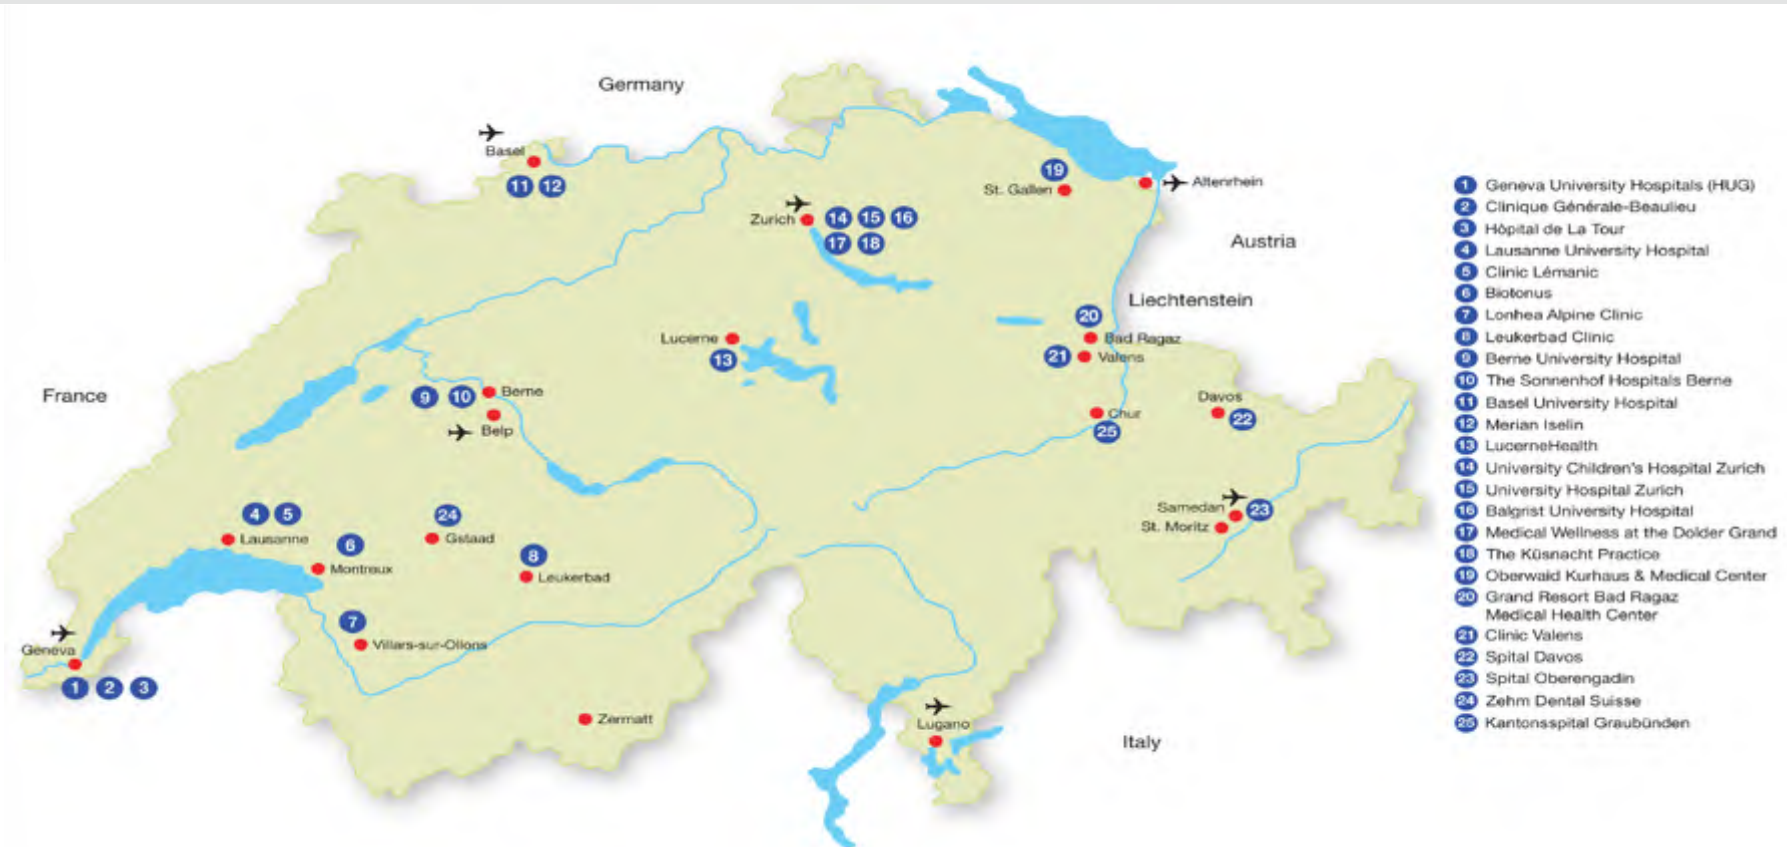 Germany
Basel
11 12
19
St. Gallen
Altenrhein
Zurich
14 15 16
17 18
Austria
Liechtenstein
20
Lucerne
Bad Ragaz
13
21 Valens
France
9 10 Berne
Belp
Davos
22
Chur
25
4 5
Lausanne
24
Gstaad
Samedan
23
St. Moritz
6
Montreux
8
Leukerbad
7
Villars-sur-Ollons
Geneva
1 2 3
Zermatt
Lugano
Italy
1 Geneva University Hospitals (HUG)
2 Clinique Générale-Beaulieu
3 Hôpital de La Tour
4 Lausanne University Hospital
5 Clinic Lémanic
6 Biotonus
7 Lonhea Alpine Clinic
8 Leukerbad Clinic
9 Berne University Hospital
10 The Sonnenhof Hospitals Berne
11 Basel University Hospital
12 Merian Iselin
13 LucerneHealth
14 University Children's Hospital Zurich
15 University Hospital Zurich
16 Balgrist University Hospital
17 Medical Wellness at the Dolder Grand
18 The Küsnacht Practice
19 Oberwaid Kurhaus & Medical Center
20 Grand Resort Bad Ragaz
Medical Health Center
21 Clinic Valens
22 Spital Davos
23 Spital Oberengadin
24 Zehm Dental Suisse
25 Kantonsspital Graubünden